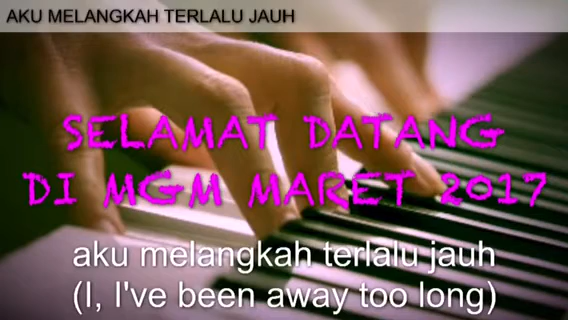 AKU MELANGKAH TERLALU JAUH
SELAMAT DATANG
DI MGM MARET 2017
aku melangkah terlalu jauh
(I, I've been away too long)